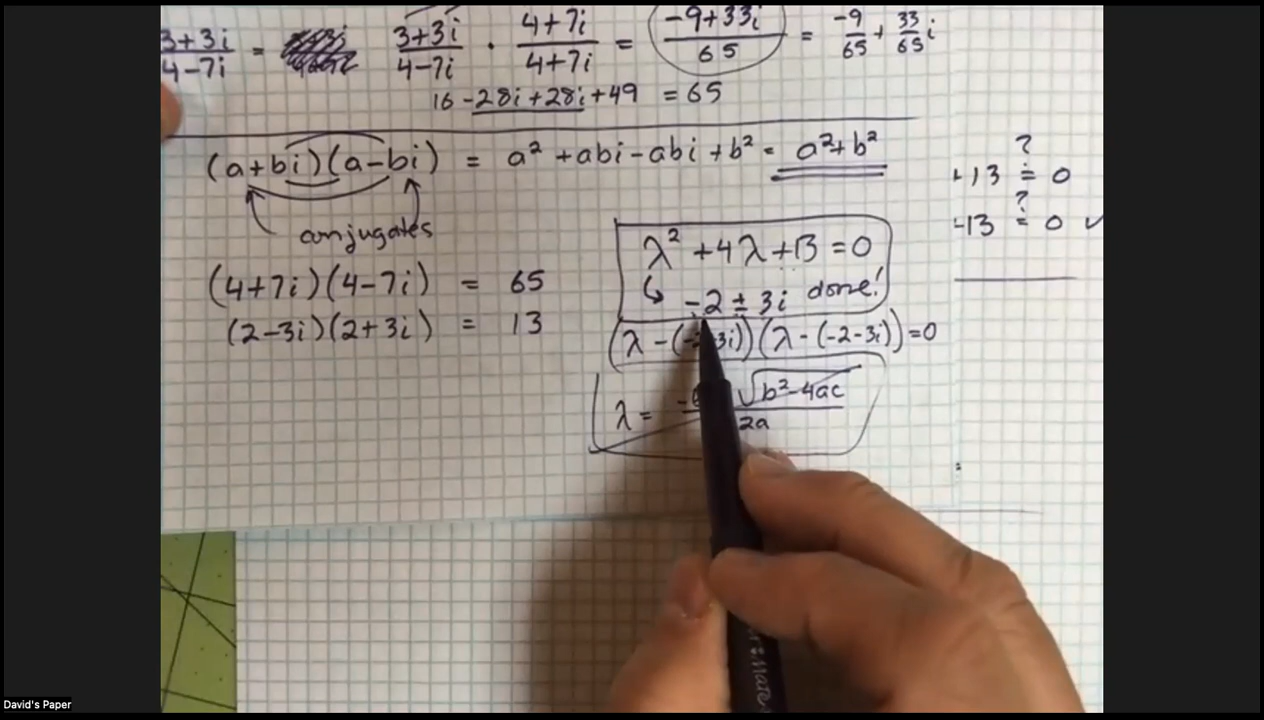 3+3i/4-7i = 3+3i/4-7i · 4+7i/4+7i = -9+33i/65 = -9/65 + 33/65 i
16 -28i +28i +49 = 65
(a+bi)(a-bi) = a² +abi -abi +b² = a²+b²
conjugates
(4+7i)(4-7i) = 65
(2-3i)(2+3i) = 13
+13 ≟ 0
-13 ≟ 0 ✓
λ² +4λ +13 = 0
↳ -2 ± 3i done!
(λ - (-2 3i))(λ - (-2-3i)) = 0
λ = - √b²-4ac/2a
David's Paper